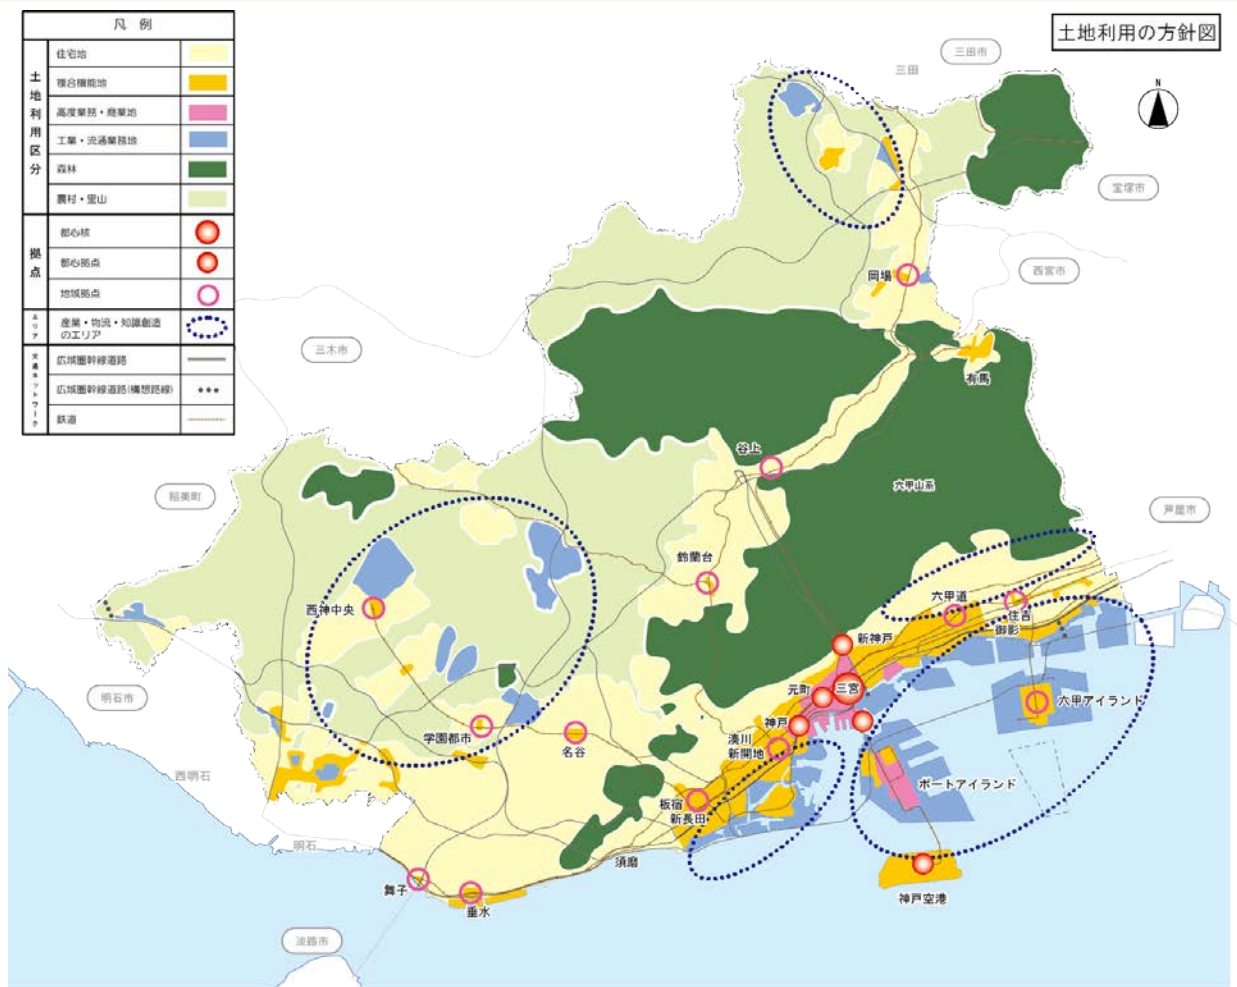 凡 例
土地利用区分
住宅地
複合機能地
高度業務・商業地
工業・流通業務地
森林
農村・里山
拠点
都心核
都心拠点
地域拠点
エリア
産業・物流・知識創造
のエリア
交通ネットワーク
広域圏幹線道路
広域圏幹線道路(構想路線)
鉄道
土地利用の方針図
N
三田市
三田
宝塚市
西宮市
岡場
三木市
有馬
谷上
六甲山系
稲美町
芦屋市
鈴蘭台
西神中央
六甲道
住吉
御影
新神戸
明石市
元町
三宮
六甲アイランド
神戸
学園都市
名谷
湊川
新開地
西明石
ポートアイランド
板宿
新長田
明石
須磨
舞子
垂水
神戸空港
淡路市